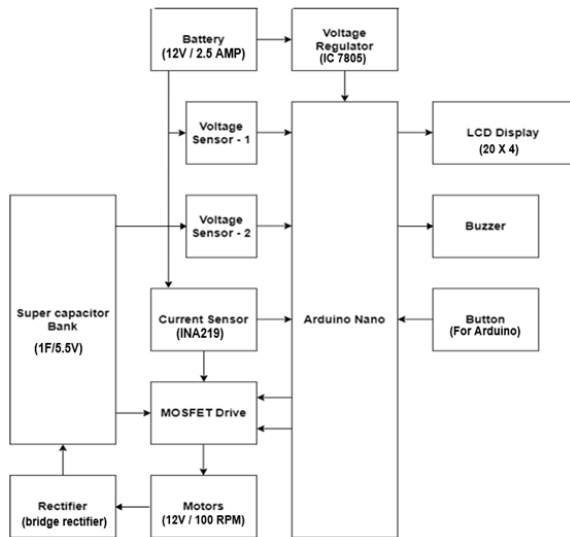 Battery
(12V / 2.5 AMP)
Voltage
Regulator
(IC 7805)
Voltage
Sensor - 1
LCD Display
(20 X 4)
Voltage
Sensor - 2
Buzzer
Super capacitor
Bank
(1F/5.5V)
Current Sensor
(INA219)
Arduino Nano
Button
(For Arduino)
MOSFET Drive
Rectifier
(bridge rectifier)
Motors
(12V / 100 RPM)